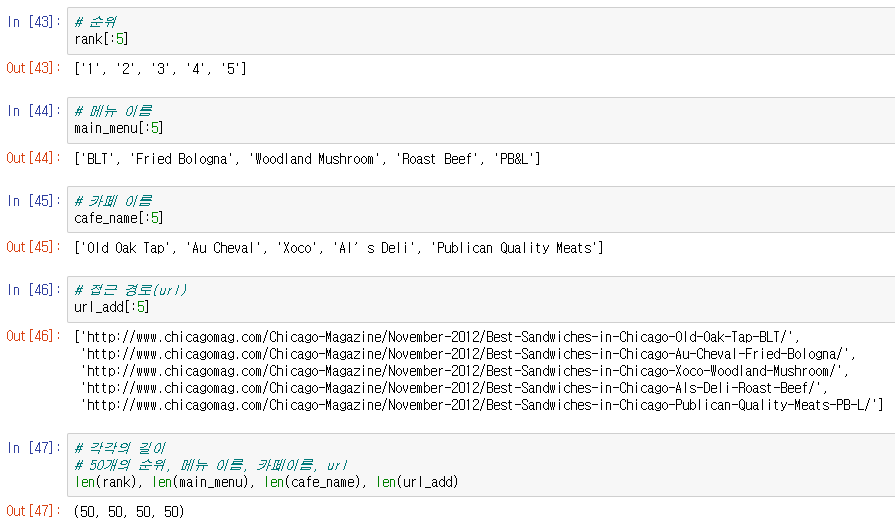 In [43]: # 순위
rank[:5]
Out[43]: ['1', '2', '3', '4', '5']
In [44]: # 메뉴 이름
main_menu[:5]
Out[44]: ['BLT', 'Fried Bologna', 'Woodland Mushroom', 'Roast Beef', 'PB&L']
In [45]: # 카페 이름
cafe_name[:5]
Out[45]: ['Old Oak Tap', 'Au Cheval', 'Xoco', 'Al’s Deli', 'Publican Quality Meats']
In [46]: # 접근 경로(url)
url_add[:5]
Out[46]: ['http://www.chicagomag.com/Chicago-Magazine/November-2012/Best-Sandwiches-in-Chicago-Old-Oak-Tap-BLT/',
'http://www.chicagomag.com/Chicago-Magazine/November-2012/Best-Sandwiches-in-Chicago-Au-Cheval-Fried-Bologna/',
'http://www.chicagomag.com/Chicago-Magazine/November-2012/Best-Sandwiches-in-Chicago-Xoco-Woodland-Mushroom/',
'http://www.chicagomag.com/Chicago-Magazine/November-2012/Best-Sandwiches-in-Chicago-Als-Deli-Roast-Beef/',
'http://www.chicagomag.com/Chicago-Magazine/November-2012/Best-Sandwiches-in-Chicago-Publican-Quality-Meats-PB-L/']
In [47]: # 각각의 길이
# 50개의 순위, 메뉴 이름, 카페이름, url
len(rank), len(main_menu), len(cafe_name), len(url_add)
Out[47]: (50, 50, 50, 50)